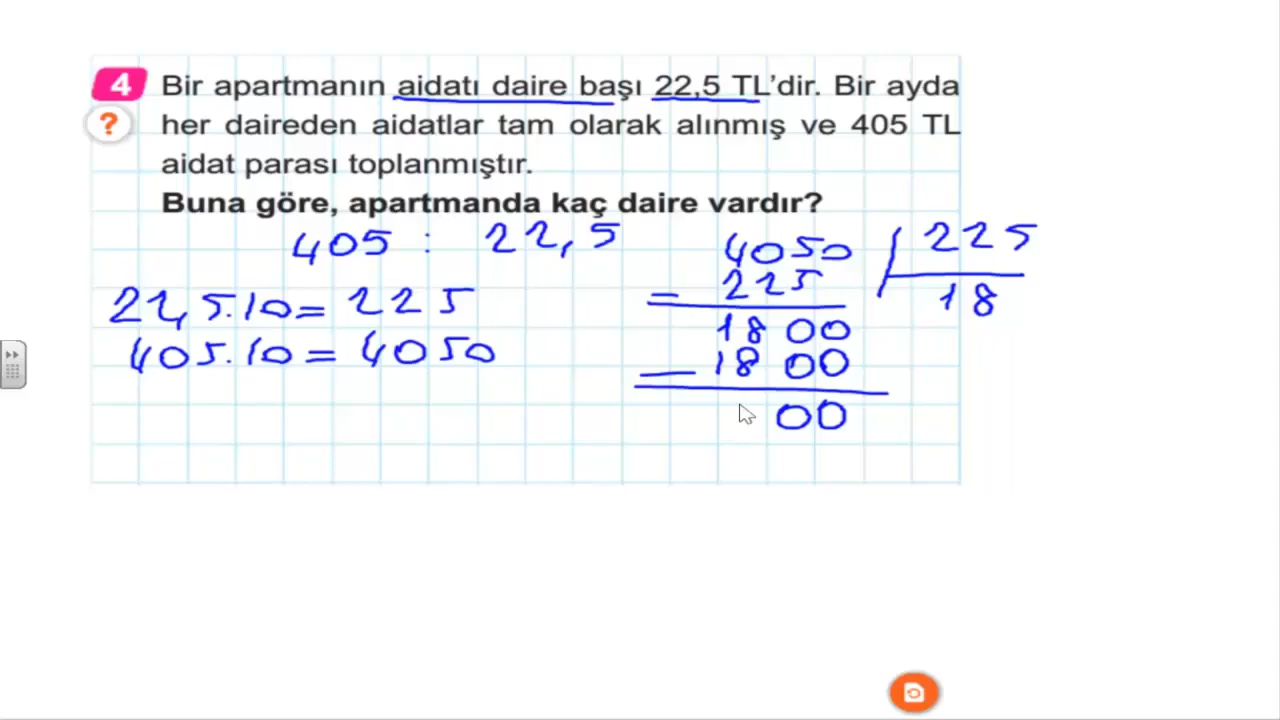 4 Bir apartmanın aidatı daire başı 22,5 TL'dir. Bir ayda
? her daireden aidatlar tam olarak alınmış ve 405 TL
aidat parası toplanmıştır.
Buna göre, apartmanda kaç daire vardır?
405 : 22,5
22,5.10=225
405.10=4050
4050 225
225 18
1800
1800
00